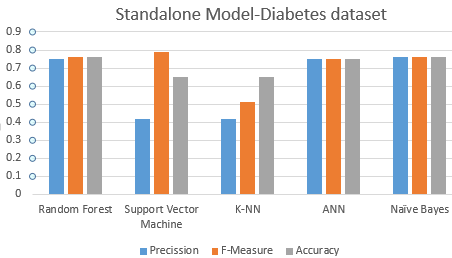 Standalone Model-Diabetes dataset
0.9
0.8
0.7
0.6
0.5
0.4
0.3
0.2
0.1
0
Random Forest
Support Vector
Machine
K-NN
ANN
Naïve Bayes
Precission
F-Measure
Accuracy